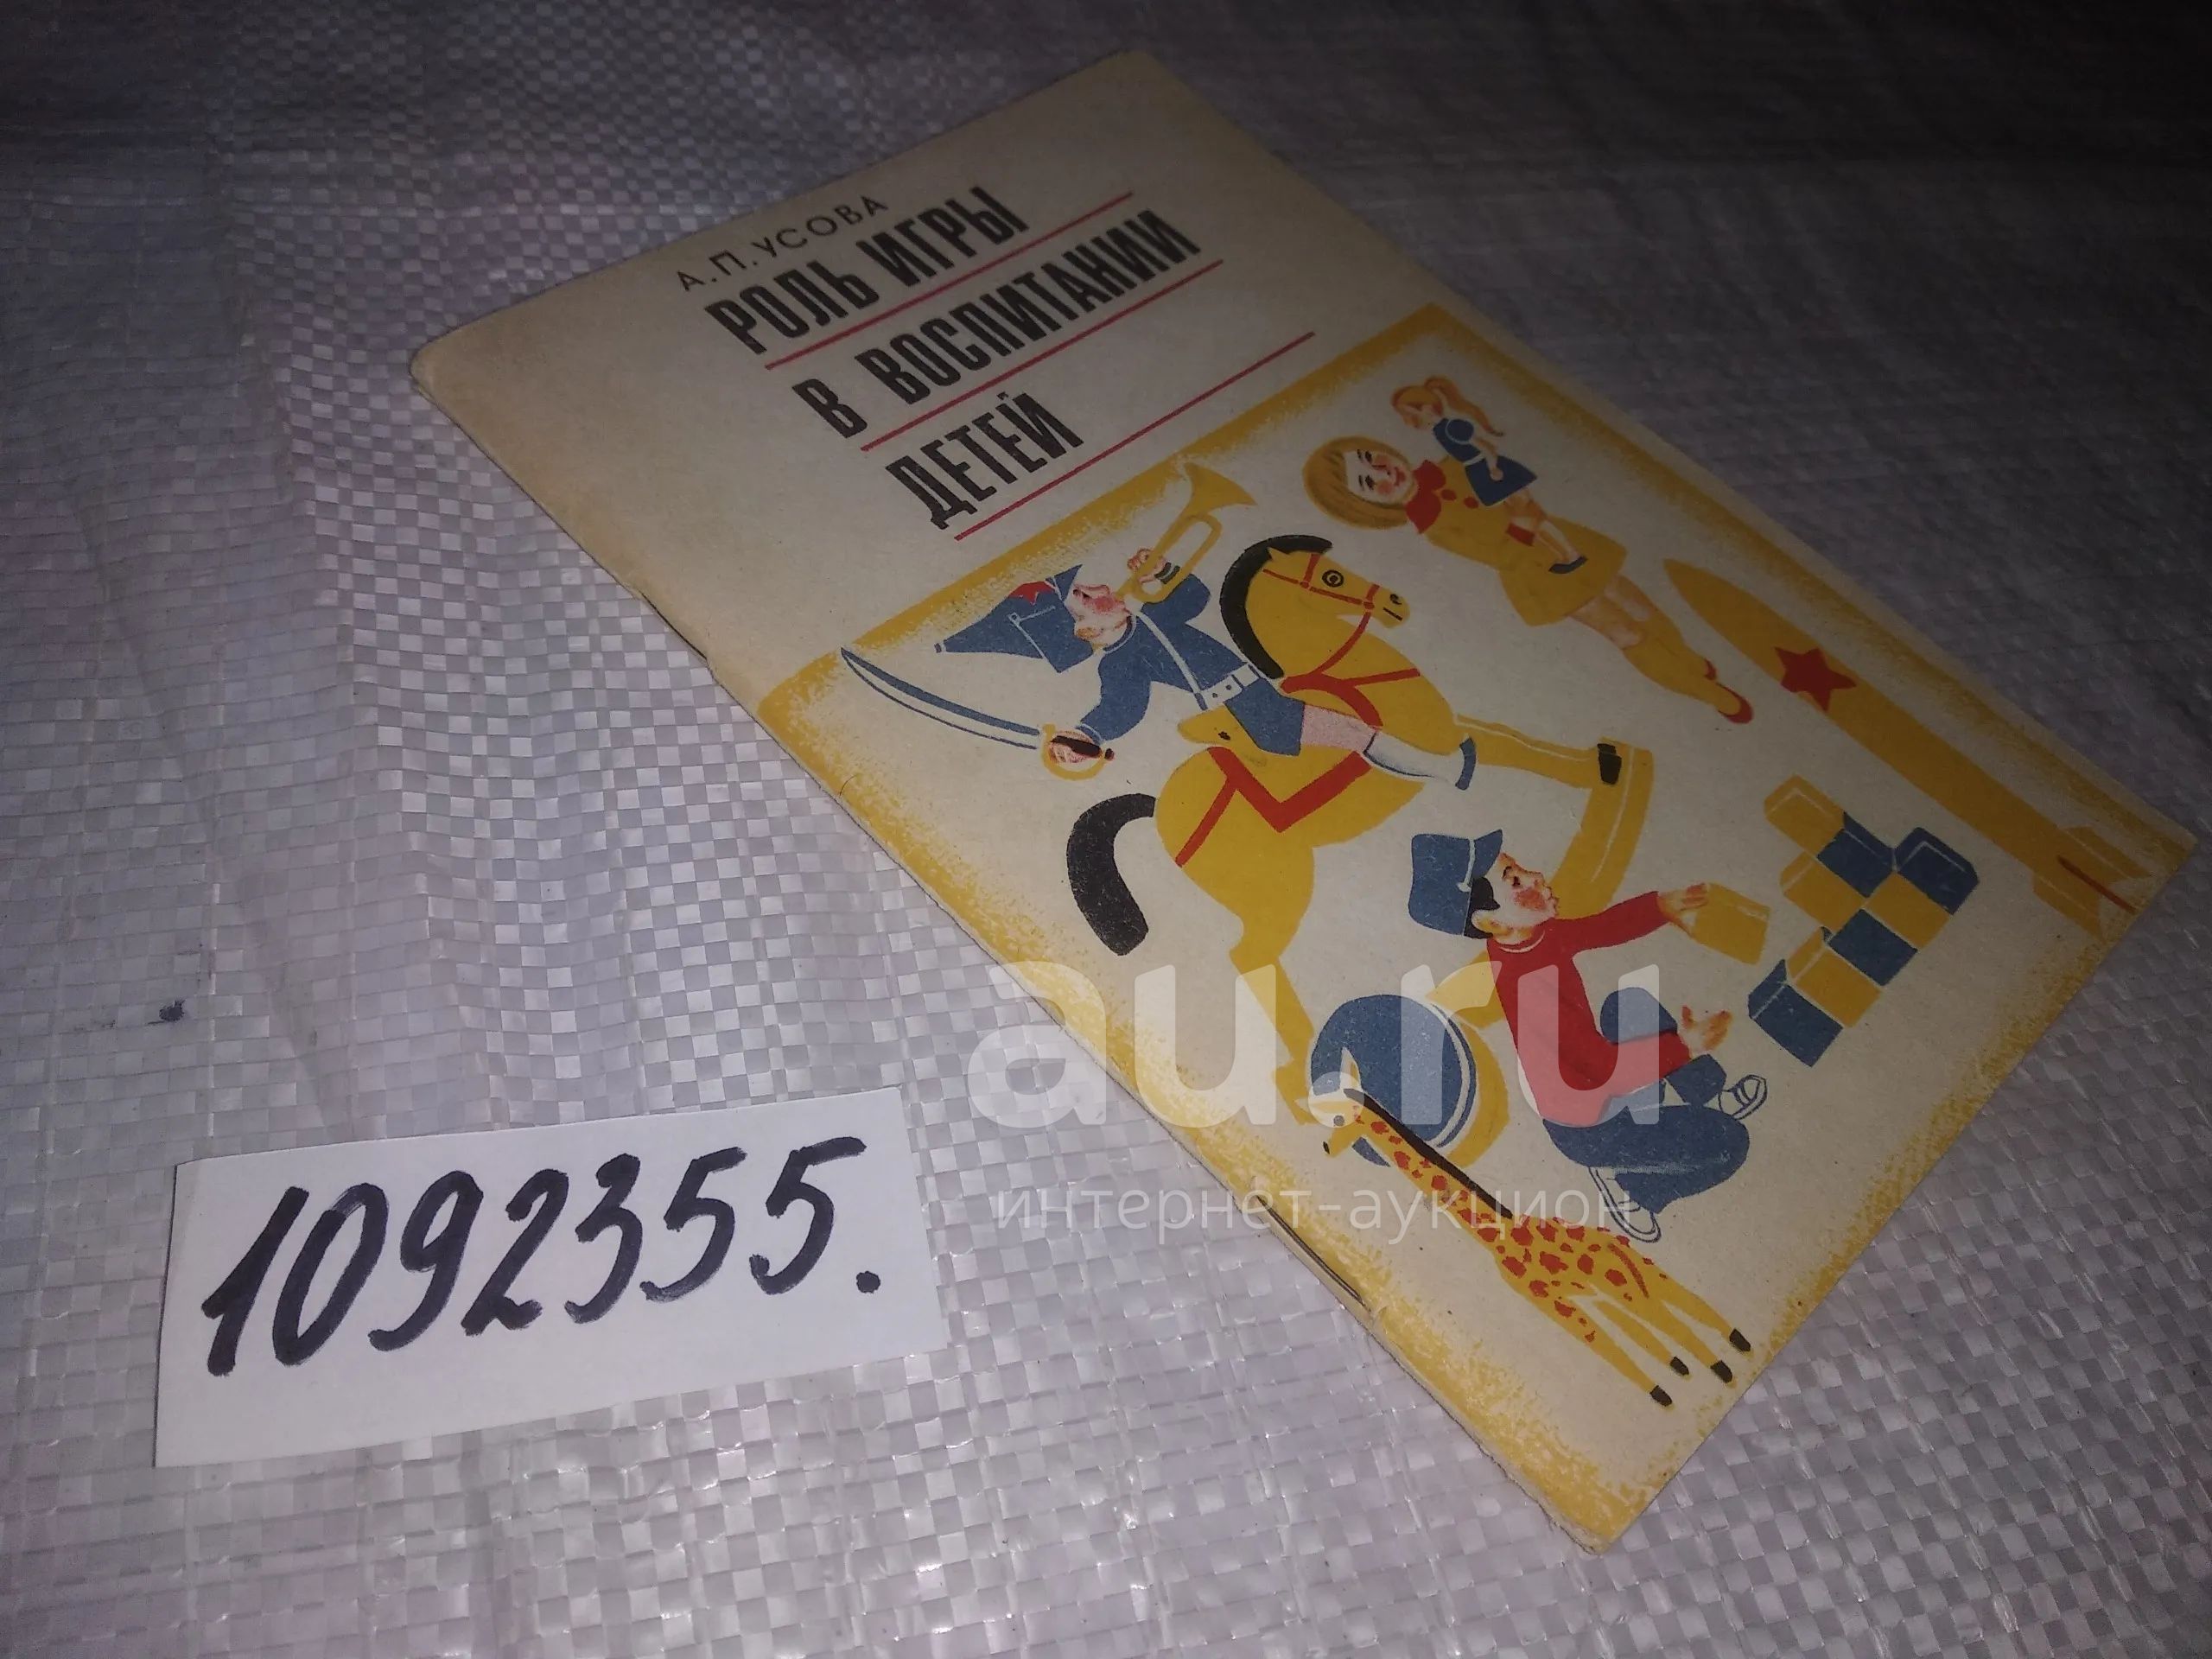 А.П.УСОВА
РОЛЬ ИГРЫ
В ВОСПИТАНИИ
ДЕТЕЙ
au.ru
интернет-аукцион
1092355.